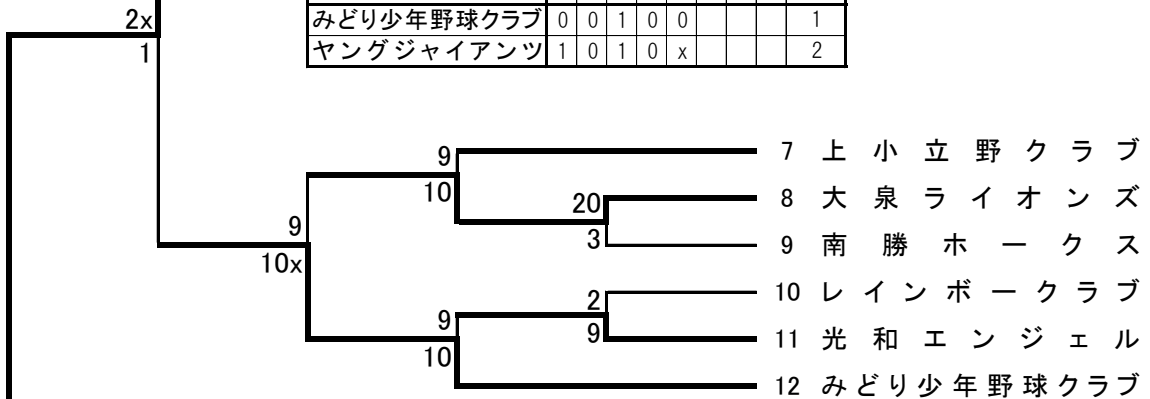 2x
1
みどり少年野球クラブ 0 0 1 0 0 1
ヤングジャイアンツ 1 0 1 0 x 2
9
10
7 上小立野クラブ
20
3
8 大泉ライオンズ
9 南勝ホークス
9
10x
2
9
10 レインボークラブ
9
10
11 光和エンジェル
12 みどり少年野球クラブ